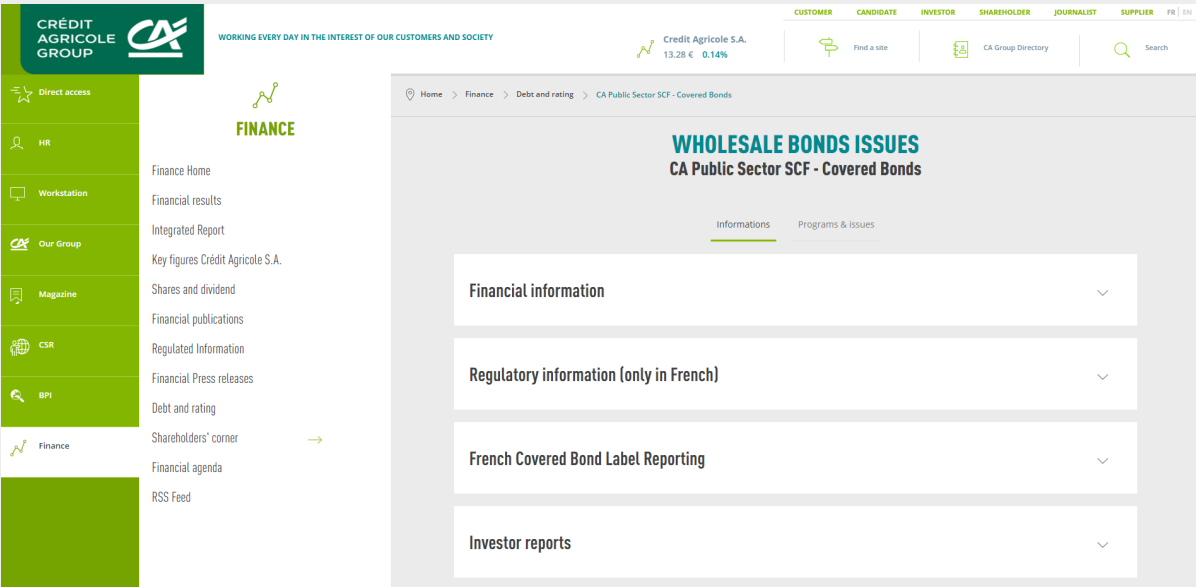 CRÉDIT
AGRICOLE
GROUP
WORKING EVERY DAY IN THE INTEREST OF OUR CUSTOMERS AND SOCIETY
CUSTOMER CANDIDATE INVESTOR SHAREHOLDER JOURNALIST SUPPLIER FR | EN
Credit Agricole S.A.
13.28 € 0.14%
Find a site
CA Group Directory
Search
Direct access
HR
Workstation
Our Group
Magazine
CSR
BPI
Finance
FINANCE
Finance Home
Financial results
Integrated Report
Key figures Crédit Agricole S.A.
Shares and dividend
Financial publications
Regulated Information
Financial Press releases
Debt and rating
Shareholders' corner
Financial agenda
RSS Feed
Home > Finance > Debt and rating > CA Public Sector SCF - Covered Bonds
WHOLESALE BONDS ISSUES
CA Public Sector SCF - Covered Bonds
Informations Programs & issues
Financial information
Regulatory information (only in French)
French Covered Bond Label Reporting
Investor reports